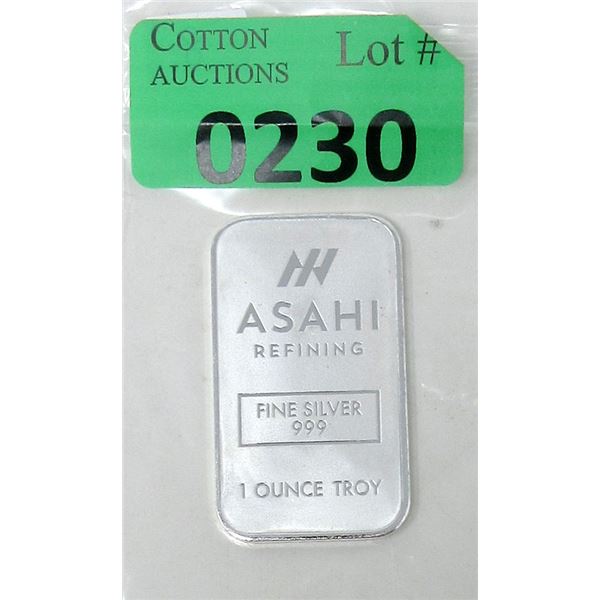 COTTON Lot #
AUCTIONS
0230
ASAHI
REFINING
FINE SILVER
999
1 OUNCE TROY